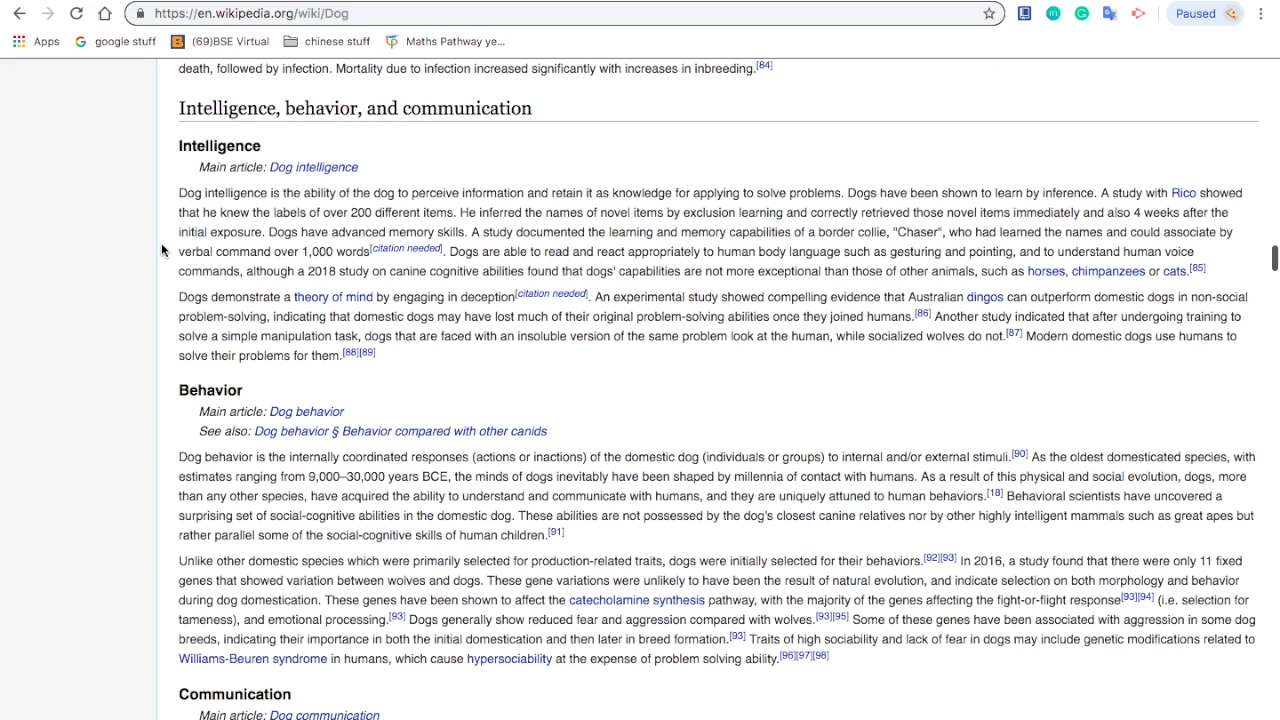 https://en.wikipedia.org/wiki/Dog
Paused
Apps
google stuff
(69)BSE Virtual
chinese stuff
Maths Pathway ye...
death, followed by infection. Mortality due to infection increased significantly with increases in inbreeding.[84]
Intelligence, behavior, and communication
Intelligence
Main article: Dog intelligence
Dog intelligence is the ability of the dog to perceive information and retain it as knowledge for applying to solve problems. Dogs have been shown to learn by inference. A study with Rico showed
that he knew the labels of over 200 different items. He inferred the names of novel items by exclusion learning and correctly retrieved those novel items immediately and also 4 weeks after the
initial exposure. Dogs have advanced memory skills. A study documented the learning and memory capabilities of a border collie, "Chaser", who had learned the names and could associate by
verbal command over 1,000 words[citation needed]. Dogs are able to read and react appropriately to human body language such as gesturing and pointing, and to understand human voice
commands, although a 2018 study on canine cognitive abilities found that dogs' capabilities are not more exceptional than those of other animals, such as horses, chimpanzees or cats.[85]
Dogs demonstrate a theory of mind by engaging in deception[citation needed]. An experimental study showed compelling evidence that Australian dingos can outperform domestic dogs in non-social
problem-solving, indicating that domestic dogs may have lost much of their original problem-solving abilities once they joined humans.[86] Another study indicated that after undergoing training to
solve a simple manipulation task, dogs that are faced with an insoluble version of the same problem look at the human, while socialized wolves do not.[87] Modern domestic dogs use humans to
solve their problems for them.[88][89]
Behavior
Main article: Dog behavior
See also: Dog behavior § Behavior compared with other canids
Dog behavior is the internally coordinated responses (actions or inactions) of the domestic dog (individuals or groups) to internal and/or external stimuli.[90] As the oldest domesticated species, with
estimates ranging from 9,000–30,000 years BCE, the minds of dogs inevitably have been shaped by millennia of contact with humans. As a result of this physical and social evolution, dogs, more
than any other species, have acquired the ability to understand and communicate with humans, and they are uniquely attuned to human behaviors.[18] Behavioral scientists have uncovered a
surprising set of social-cognitive abilities in the domestic dog. These abilities are not possessed by the dog's closest canine relatives nor by other highly intelligent mammals such as great apes but
rather parallel some of the social-cognitive skills of human children.[91]
Unlike other domestic species which were primarily selected for production-related traits, dogs were initially selected for their behaviors.[92][93] In 2016, a study found that there were only 11 fixed
genes that showed variation between wolves and dogs. These gene variations were unlikely to have been the result of natural evolution, and indicate selection on both morphology and behavior
during dog domestication. These genes have been shown to affect the catecholamine synthesis pathway, with the majority of the genes affecting the fight-or-flight response[93][94] (i.e. selection for
tameness), and emotional processing.[93] Dogs generally show reduced fear and aggression compared with wolves.[93][95] Some of these genes have been associated with aggression in some dog
breeds, indicating their importance in both the initial domestication and then later in breed formation.[93] Traits of high sociability and lack of fear in dogs may include genetic modifications related to
Williams-Beuren syndrome in humans, which cause hypersociability at the expense of problem solving ability.[96][97][98]
Communication
Main article: Dog communication